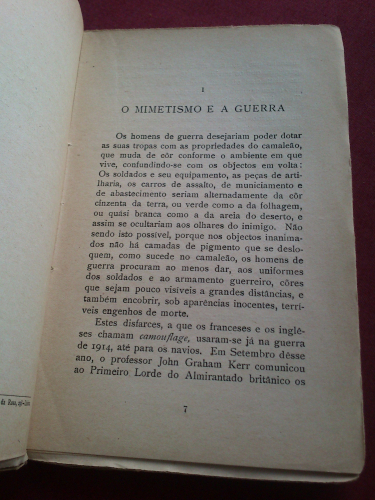 I
O MIMETISMO E A GUERRA
Os homens de guerra desejariam poder dotar
as suas tropas com as propriedades do camaleão,
que muda de côr conforme o ambiente em que
vive, confundindo-se com os objectos em volta:
Os soldados e seu equipamento, as peças de arti-
lharia, os carros de assalto, de municiamento e
de abastecimento seriam alternadamente da côr
cinzenta da terra, ou verde como a da folhagem,
ou quási branca como a da areia do deserto, e
assim se ocultariam aos olhares do inimigo. Não
sendo isto possível, porque nos objectos inanima-
dos não há camadas de pigmento que se deslo-
quem, como sucede no camaleão, os homens de
guerra procuram ao menos dar, aos uniformes
dos soldados e ao armamento guerreiro, côres
que sejam pouco visíveis a grandes distâncias, e
também encobrir, sob aparências inocentes, terrí-
veis engenhos de morte.
Estes disfarces, a que os franceses e os inglê-
ses chamam camouflage, usaram-se já na guerra
de 1914, até para os navios. Em Setembro dêsse
ano, o professor John Graham Kerr comunicou
ao Primeiro Lorde do Almirantado britânico os
7